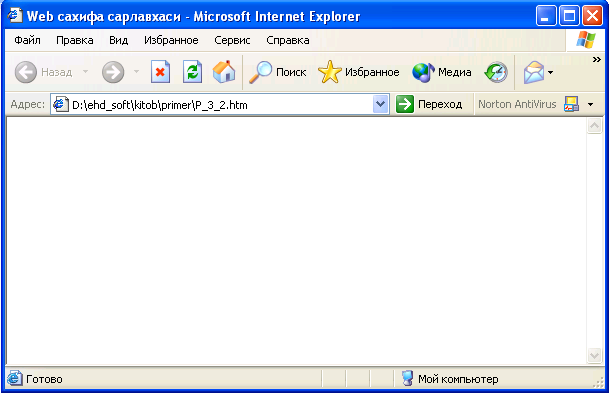 Web сахифа сарлавхаси - Microsoft Internet Explorer
Файл Правка Вид Избранное Сервис Справка
Назад Поиск Избранное Медиа
Адрес: D:\ehd_soft\kitob\primer\P_3_2.htm Переход Norton AntiVirus
Готово Мой компьютер